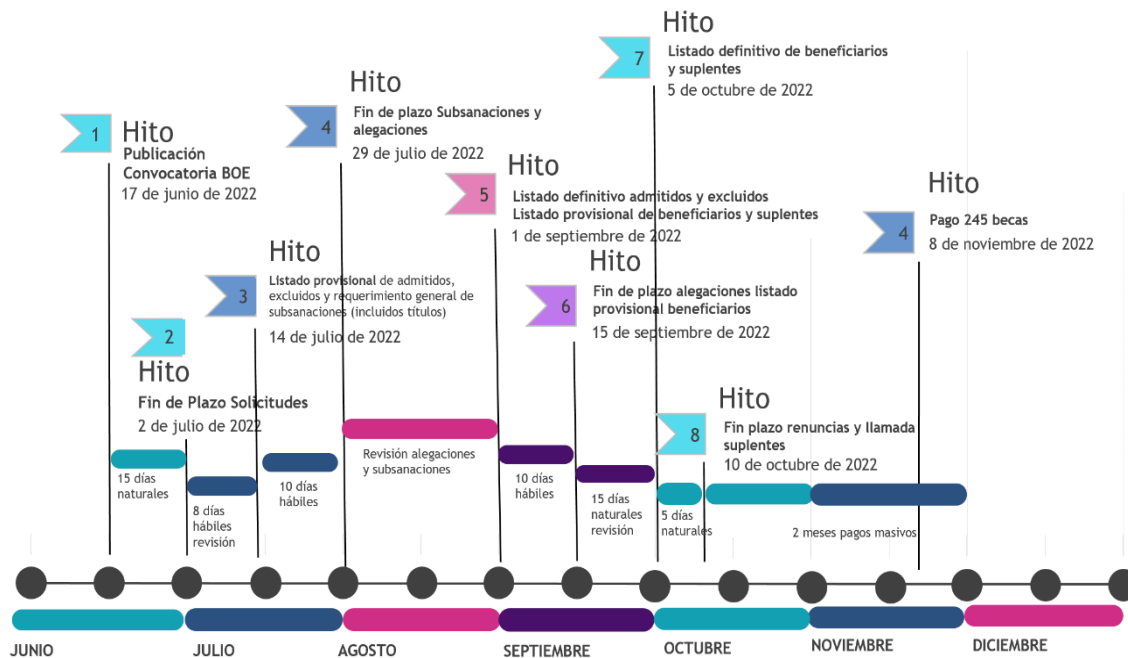 1
Hito
Publicación
Convocatoria BOE
17 de junio de 2022
2
Hito
Fin de Plazo Solicitudes
2 de julio de 2022
3
Hito
Listado provisional de admitidos,
excluidos y requerimiento general de
subsanaciones (incluidos títulos)
14 de julio de 2022
4
Hito
Fin de plazo Subsanaciones y
alegaciones
29 de julio de 2022
5
Hito
Listado definitivo admitidos y excluidos
Listado provisional de beneficiarios y suplentes
1 de septiembre de 2022
6
Hito
Fin de plazo alegaciones listado
provisional beneficiarios
15 de septiembre de 2022
7
Hito
Listado definitivo de beneficiarios
y suplentes
5 de octubre de 2022
8
Hito
Fin plazo renuncias y llamada
suplentes
10 de octubre de 2022
4
Hito
Pago 245 becas
8 de noviembre de 2022
15 días
naturales
8 días
hábiles
revisión
10 días
hábiles
Revisión alegaciones
y subsanaciones
10 días
hábiles
15 días
naturales
revisión
5 días
naturales
2 meses pagos masivos
JUNIO
JULIO
AGOSTO
SEPTIEMBRE
OCTUBRE
NOVIEMBRE
DICIEMBRE